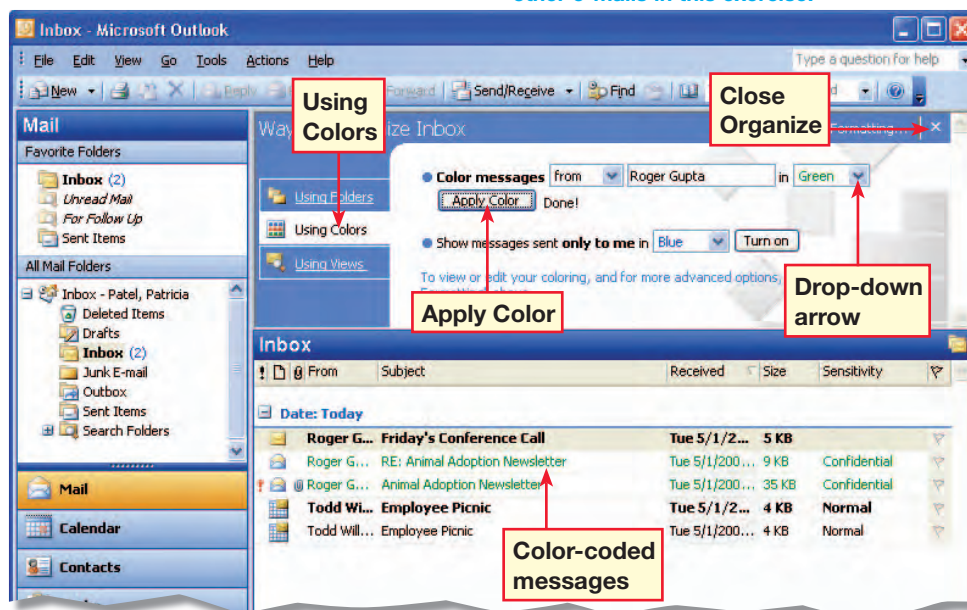 Inbox - Microsoft Outlook
File Edit View Go Tools Actions Help Type a question for help
New Forward Send/Receive Find
Using Colors
Close Organize
Mail
Favorite Folders
Inbox (2)
Unread Mail
For Follow Up
Sent Items
All Mail Folders
Inbox - Patel, Patricia
Deleted Items
Drafts
Inbox (2)
Junk E-mail
Outbox
Sent Items
Search Folders
Mail
Calendar
Contacts
Inbox
Using Folders
Using Colors
Using Views
Color messages from Roger Gupta in Green
Apply Color Done!
Show messages sent only to me in Blue Turn on
To view or edit your coloring, and for more advanced options,
Apply Color
Drop-down arrow
Inbox
From Subject Received Size Sensitivity
Date: Today
Roger G... Friday's Conference Call Tue 5/1/2... 5 KB
Roger G... RE: Animal Adoption Newsletter Tue 5/1/200... 9 KB Confidential
Roger G... Animal Adoption Newsletter Tue 5/1/200... 35 KB Confidential
Todd Wi... Employee Picnic Tue 5/1/2... 4 KB Normal
Todd Will... Employee Picnic Tue 5/1/200... 4 KB Normal
Color-coded messages